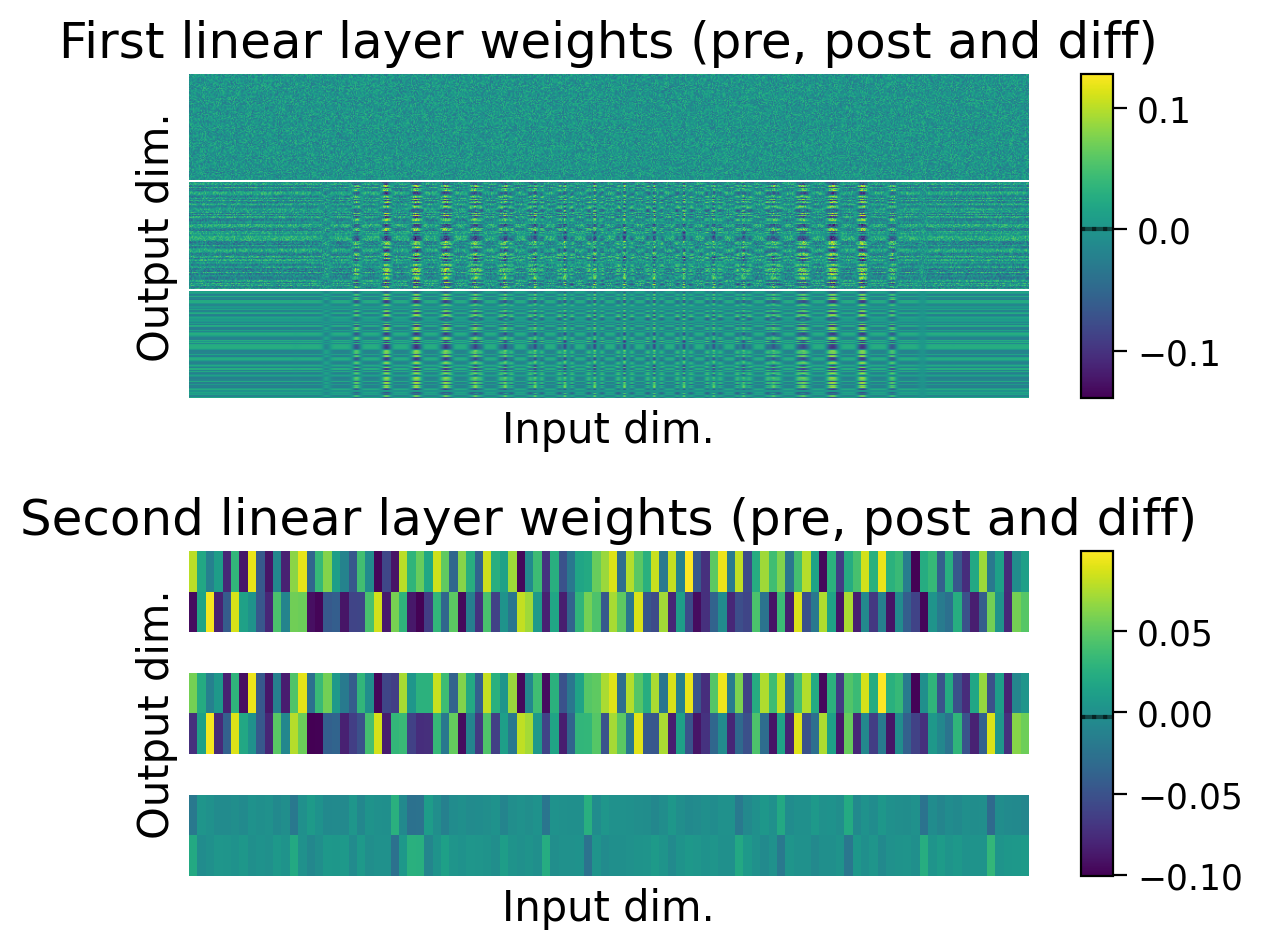 First linear layer weights (pre, post and diff)
Output dim.
0.1
0.0
−0.1
Input dim.
Second linear layer weights (pre, post and diff)
Output dim.
0.05
0.00
−0.05
−0.10
Input dim.